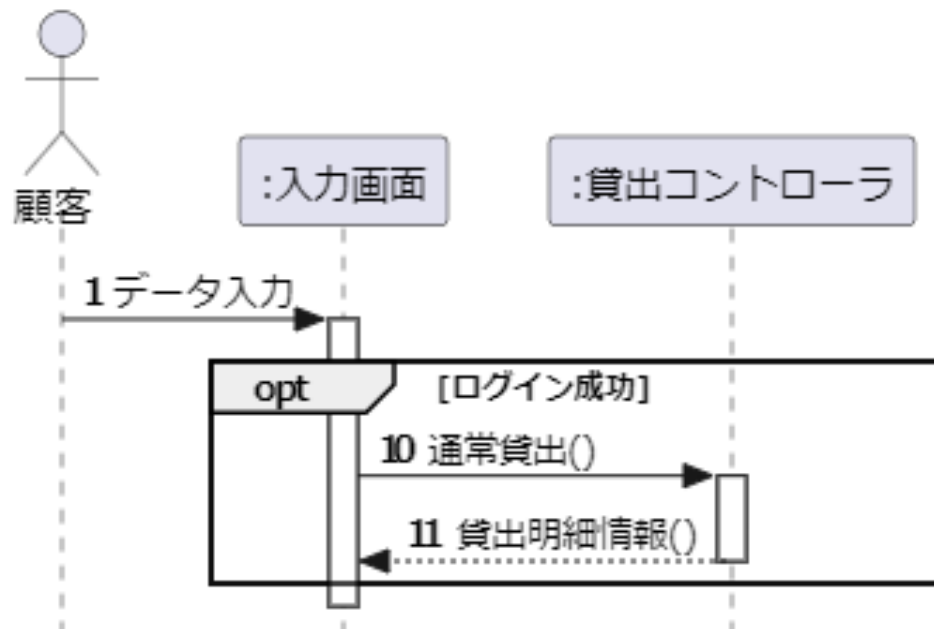 顧客
:入力画面
:貸出コントローラ
1 データ入力
opt
[ログイン成功]
10 通常貸出()
11 貸出明細情報()